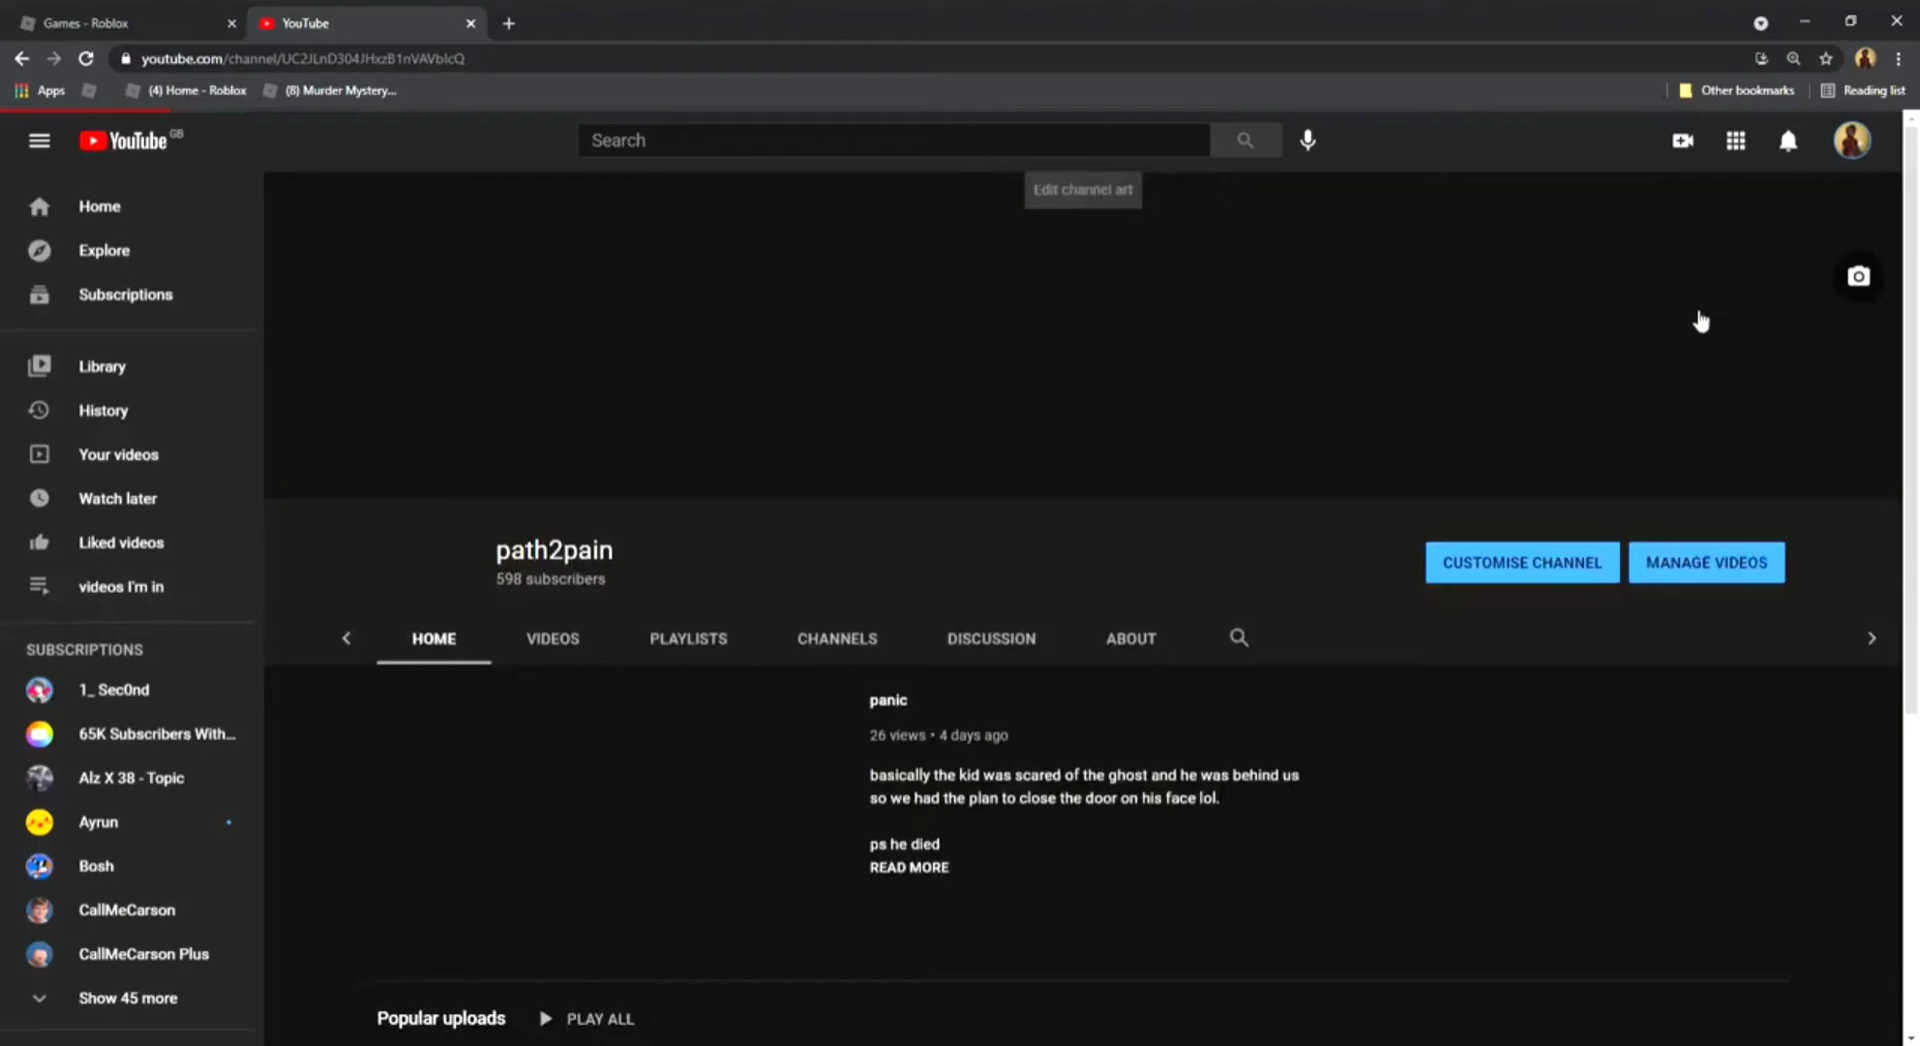 Games - Roblox
YouTube
youtube.com/channel/UC2JLnD304JHxzB1nVAVbIcQ
Apps
(4) Home - Roblox
(8) Murder Mystery...
Other bookmarks
Reading list
YouTube GB
Search
Edit channel art
Home
Explore
Subscriptions
Library
History
Your videos
Watch later
Liked videos
videos I'm in
SUBSCRIPTIONS
1_ Sec0nd
65K Subscribers With...
Alz X 38 - Topic
Ayrun
Bosh
CallMeCarson
CallMeCarson Plus
Show 45 more
path2pain
598 subscribers
CUSTOMISE CHANNEL
MANAGE VIDEOS
HOME
VIDEOS
PLAYLISTS
CHANNELS
DISCUSSION
ABOUT
panic
26 views • 4 days ago
basically the kid was scared of the ghost and he was behind us
so we had the plan to close the door on his face lol.
ps he died
READ MORE
Popular uploads
PLAY ALL